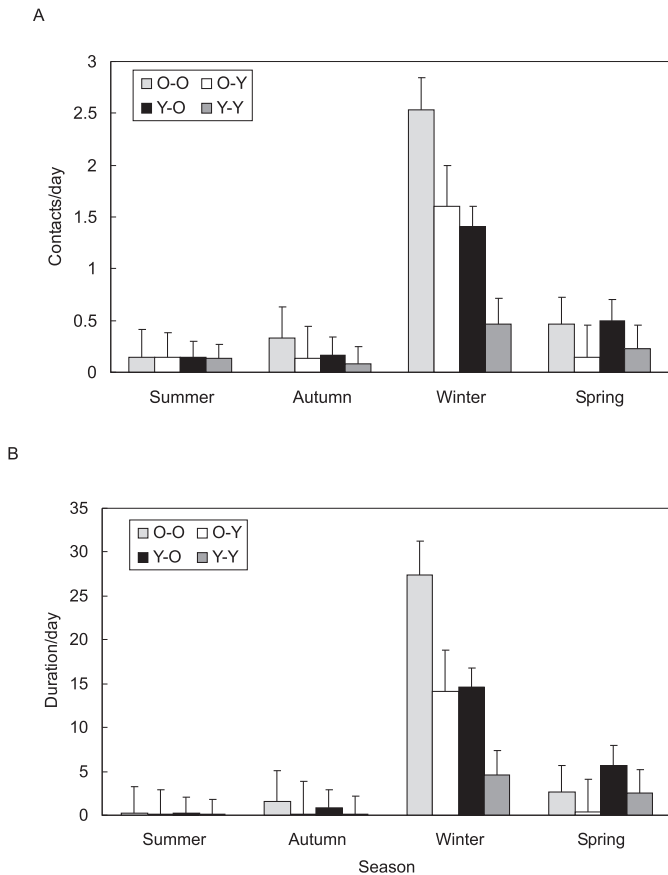 A
3
2.5
2
1.5
1
0.5
0
Contacts/day
O-O O-Y
Y-O Y-Y
Summer Autumn Winter Spring
B
35
30
25
20
15
10
5
0
Duration/day
O-O O-Y
Y-O Y-Y
Summer Autumn Winter Spring
Season